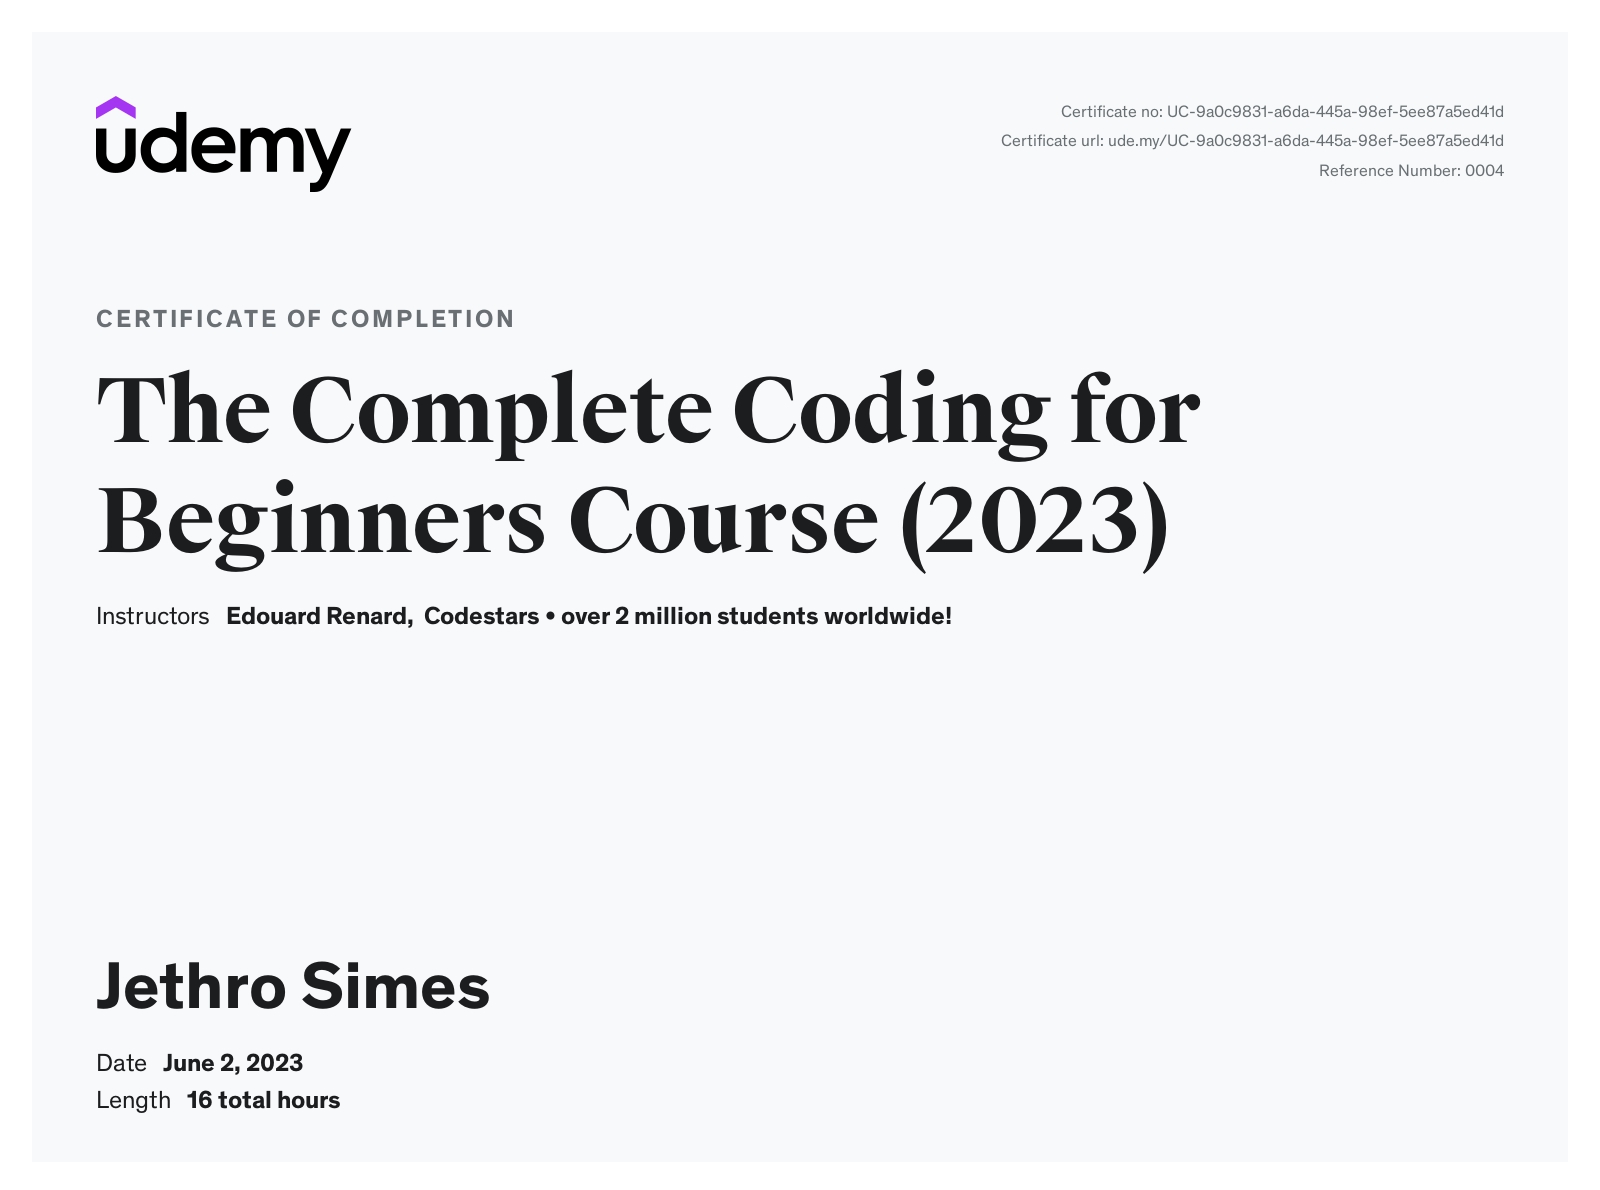 udemy
Certificate no: UC-9a0c9831-a6da-445a-98ef-5ee87a5ed41d
Certificate url: ude.my/UC-9a0c9831-a6da-445a-98ef-5ee87a5ed41d
Reference Number: 0004
CERTIFICATE OF COMPLETION
The Complete Coding for
Beginners Course (2023)
Instructors Edouard Renard, Codestars • over 2 million students worldwide!
Jethro Simes
Date June 2, 2023
Length 16 total hours